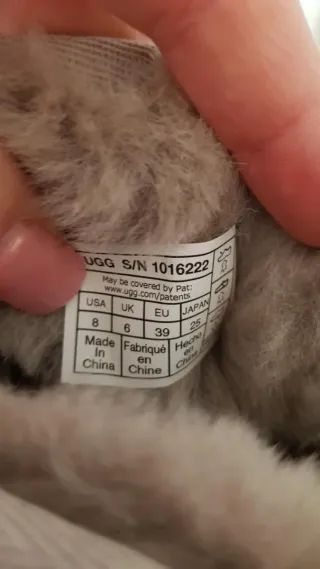 UGG S/N 1016222
May be covered by Pat:
www.ugg.com/patents
USA UK EU JAPAN
8 6 39 25
Made Fabriqué Hecho
In en en
China Chine China